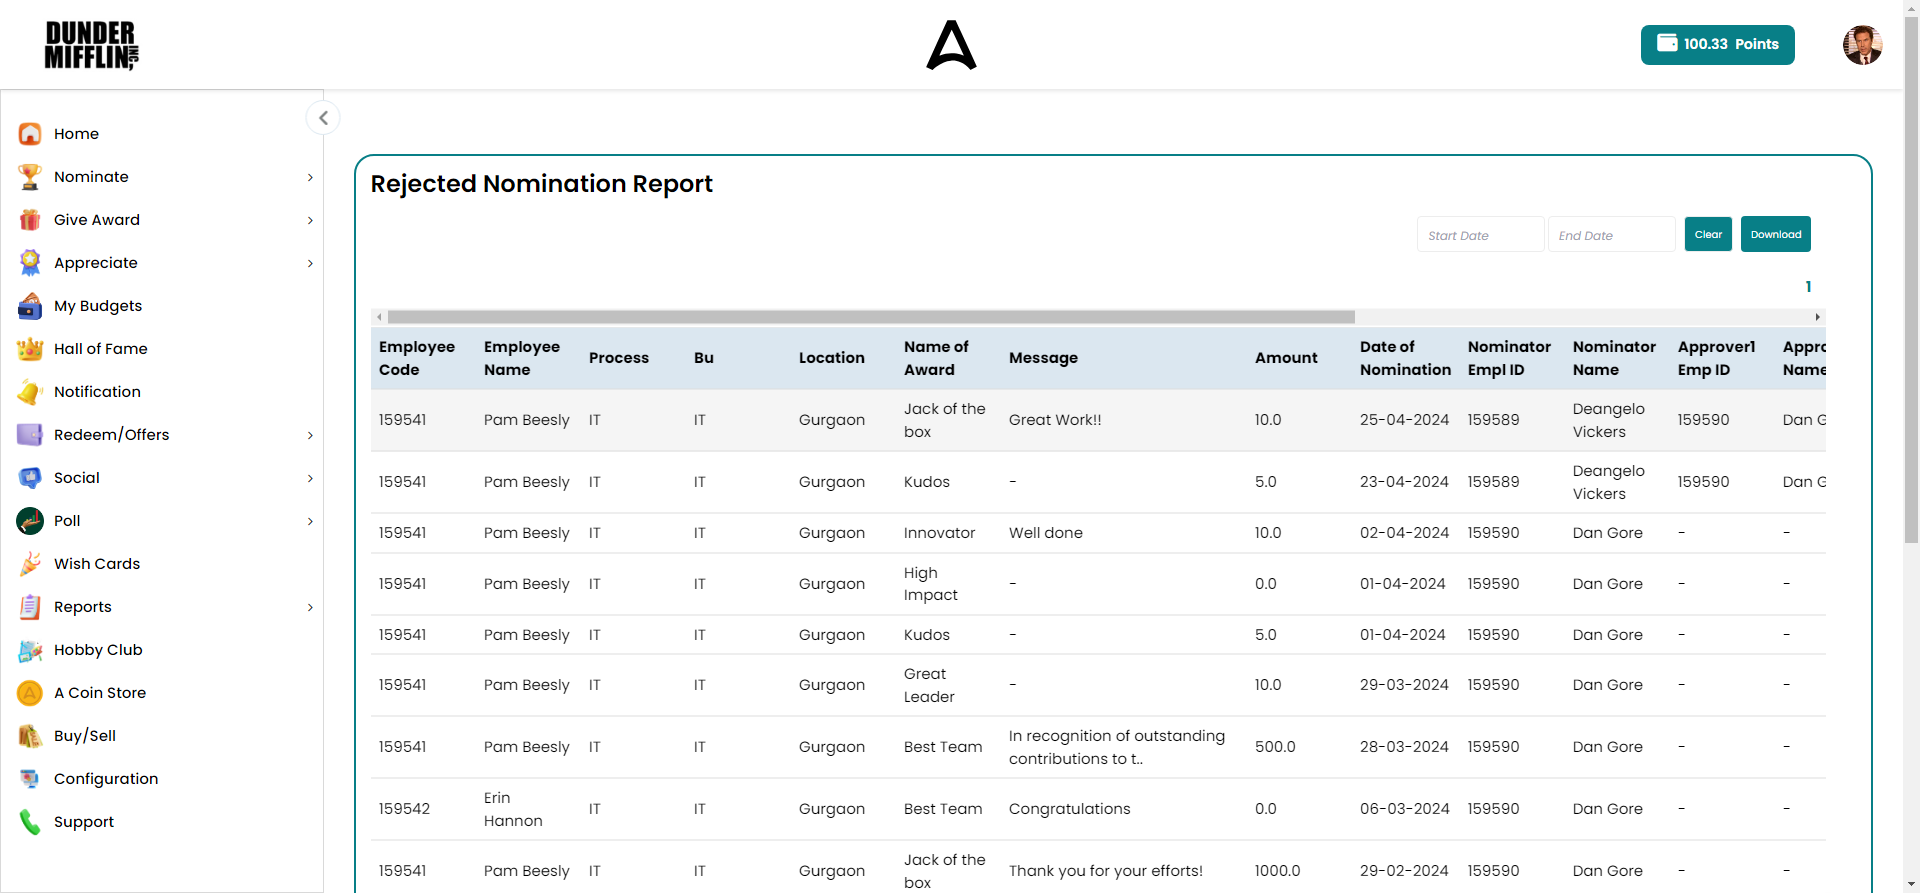 DUNDER
MIFFLIN INC,
100.33 Points
Home
Nominate
Give Award
Appreciate
My Budgets
Hall of Fame
Notification
Redeem/Offers
Social
Poll
Wish Cards
Reports
Hobby Club
A Coin Store
Buy/Sell
Configuration
Support
Rejected Nomination Report
Start Date End Date Clear Download
1
Employee Code Employee Name Process Bu Location Name of Award Message Amount Date of Nomination Nominator Empl ID Nominator Name Approver1 Emp ID Appro Name
159541 Pam Beesly IT IT Gurgaon Jack of the box Great Work!! 10.0 25-04-2024 159589 Deangelo Vickers 159590 Dan G
159541 Pam Beesly IT IT Gurgaon Kudos - 5.0 23-04-2024 159589 Deangelo Vickers 159590 Dan G
159541 Pam Beesly IT IT Gurgaon Innovator Well done 10.0 02-04-2024 159590 Dan Gore - -
159541 Pam Beesly IT IT Gurgaon High Impact - 0.0 01-04-2024 159590 Dan Gore - -
159541 Pam Beesly IT IT Gurgaon Kudos - 5.0 01-04-2024 159590 Dan Gore - -
159541 Pam Beesly IT IT Gurgaon Great Leader - 10.0 29-03-2024 159590 Dan Gore - -
159541 Pam Beesly IT IT Gurgaon Best Team In recognition of outstanding contributions to t.. 500.0 28-03-2024 159590 Dan Gore - -
159542 Erin Hannon IT IT Gurgaon Best Team Congratulations 0.0 06-03-2024 159590 Dan Gore - -
159541 Pam Beesly IT IT Gurgaon Jack of the box Thank you for your efforts! 1000.0 29-02-2024 159590 Dan Gore - -